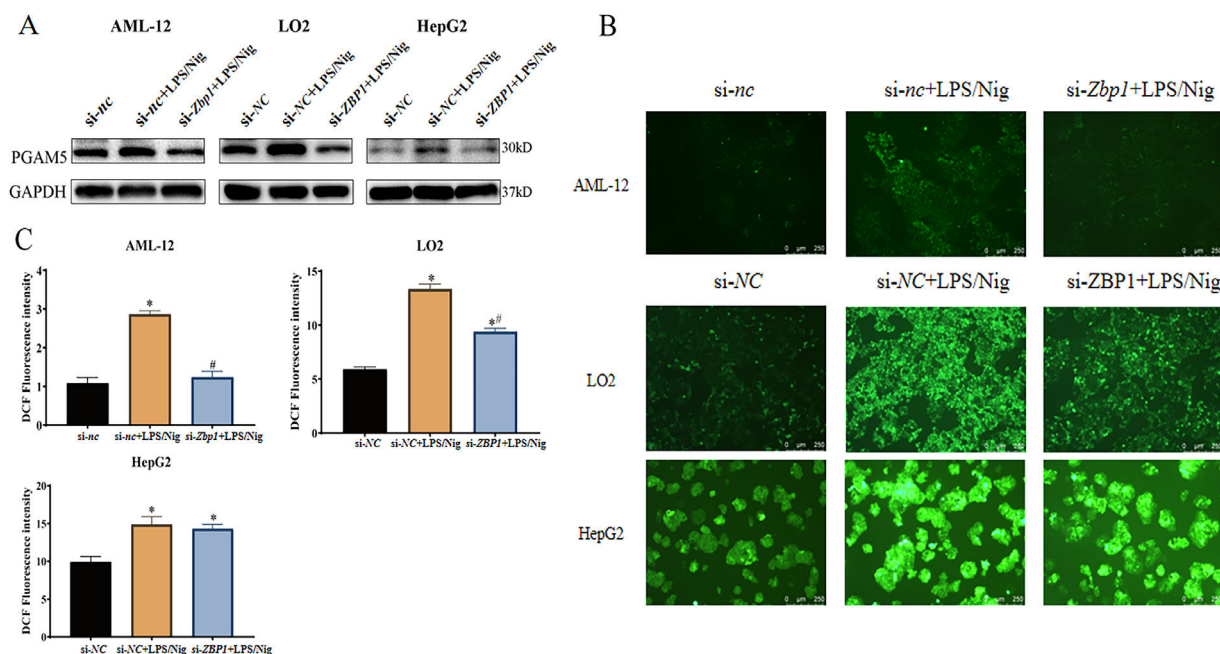 A
AML-12
LO2
HepG2
si-nc
si-nc+LPS/Nig
si-Zbp1+LPS/Nig
si-NC
si-NC+LPS/Nig
si-ZBP1+LPS/Nig
si-NC
si-NC+LPS/Nig
si-ZBP1+LPS/Nig
PGAM5
30kD
GAPDH
37kD
B
si-nc
si-nc+LPS/Nig
si-Zbp1+LPS/Nig
AML-12
0 µm 250
0 µm 250
0 µm 250
si-NC
si-NC+LPS/Nig
si-ZBP1+LPS/Nig
LO2
0 µm 250
0 µm 250
0 µm 250
HepG2
0 µm 250
0 µm 250
0 µm 250
C
AML-12
DCF Fluorescence intensity
4
3
2
1
0
*
#
si-nc
si-nc+LPS/Nig
si-Zbp1+LPS/Nig
LO2
DCF Fluorescence intensity
15
10
5
0
*
*#
si-NC
si-NC+LPS/Nig
si-ZBP1+LPS/Nig
HepG2
DCF Fluorescence intensity
20
15
10
5
0
*
*
si-NC
si-NC+LPS/Nig
si-ZBP1+LPS/Nig